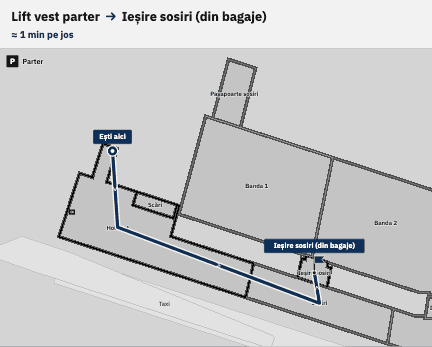 Lift vest parter → Ieșire sosiri (din bagaje)
≈ 1 min pe jos
P Parter
Pașapoarte sosiri
Ești aici
Banda 1
Scări
Banda 2
Ieșire sosiri (din bagaje)
Taxi